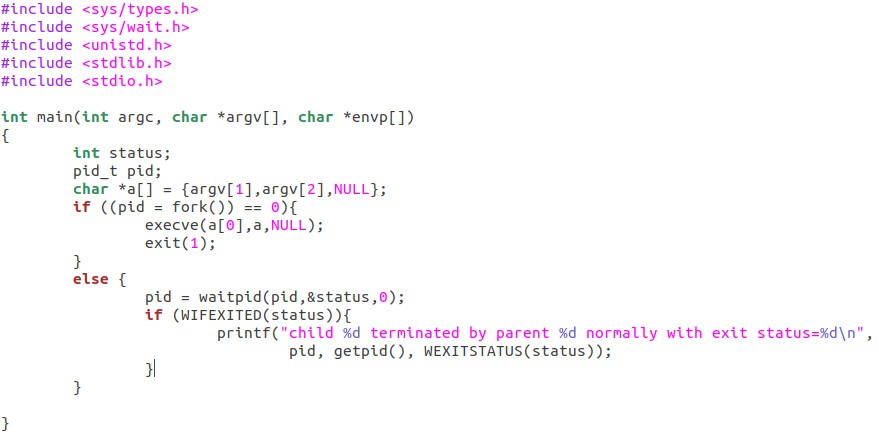 #include <sys/types.h>
#include <sys/wait.h>
#include <unistd.h>
#include <stdlib.h>
#include <stdio.h>

int main(int argc, char *argv[], char *envp[])
{
        int status;
        pid_t pid;
        char *a[] = {argv[1],argv[2],NULL};
        if ((pid = fork()) == 0){
                execve(a[0],a,NULL);
                exit(1);
        }
        else {
                pid = waitpid(pid,&status,0);
                if (WIFEXITED(status)){
                        printf("child %d terminated by parent %d normally with exit status=%d\n",
                                pid, getpid(), WEXITSTATUS(status));
                }
        }

}